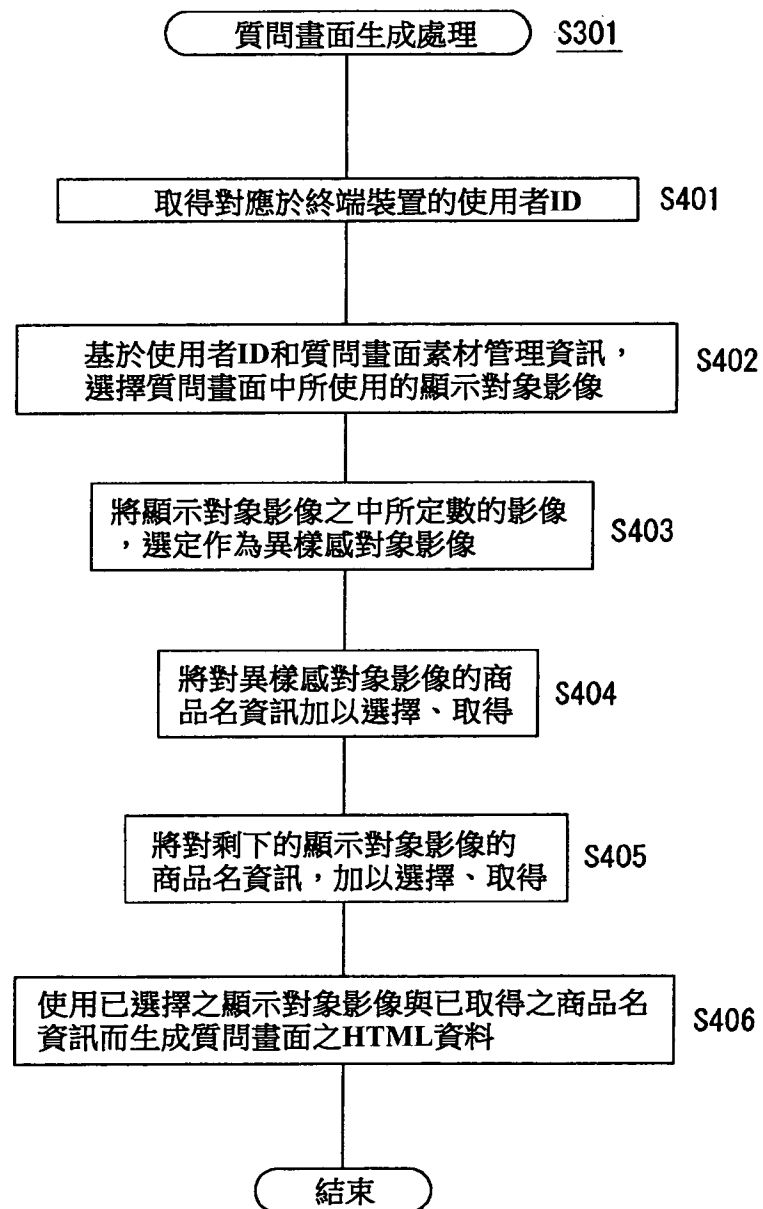 質問畫面生成處理 S301
取得對應於終端裝置的使用者ID S401
基於使用者ID和質問畫面素材管理資訊， S402
選擇質問畫面中所使用的顯示對象影像
將顯示對象影像之中所定數的影像 S403
，選定作為異樣感對象影像
將對異樣感對象影像的商 S404
品名資訊加以選擇、取得
將對剩下的顯示對象影像的 S405
商品名資訊，加以選擇、取得
使用已選擇之顯示對象影像與已取得之商品名 S406
資訊而生成質問畫面之HTML資料
結束